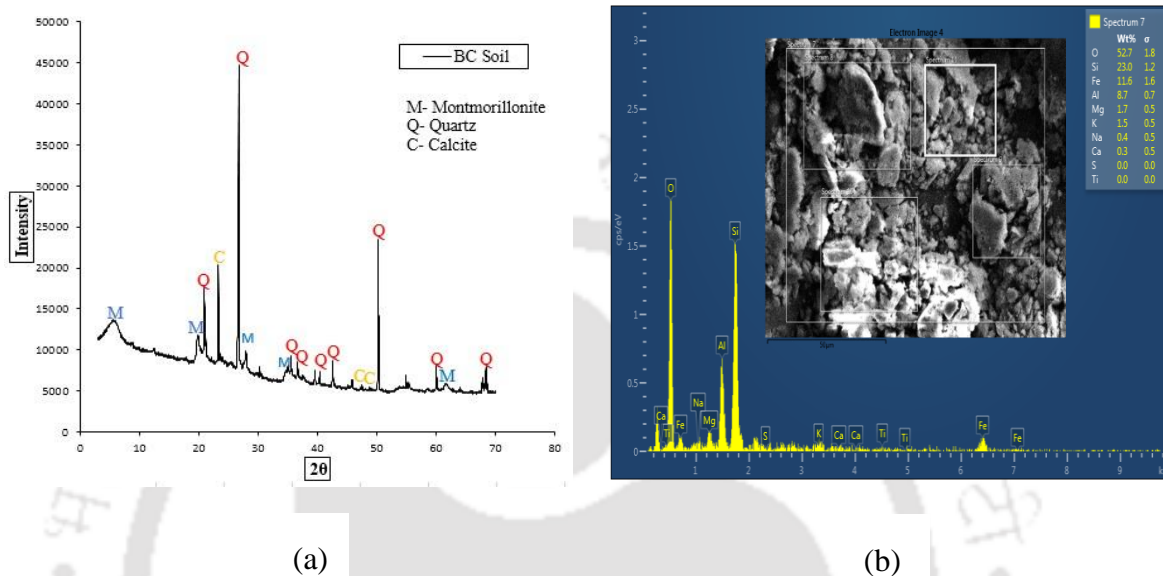 50000
45000
40000
35000
30000
25000
20000
15000
10000
5000
0
Intensity
0
10
20
30
40
50
60
70
80
2θ
BC Soil
M- Montmorillonite
Q- Quartz
C- Calcite
M
M
Q
C
Q
M
M
Q
Q
Q
Q
C
C
Q
Q
M
Q
(a)
Electron Image 4
Spectrum 7
50µm
Spectrum 7
Wt% σ
O 52.7 1.8
Si 23.0 1.2
Fe 11.6 1.6
Al 8.7 0.7
Mg 1.7 0.5
K 1.5 0.5
Na 0.4 0.5
Ca 0.3 0.5
S 0.0 0.0
Ti 0.0 0.0
cps/eV
3
2.5
2
1.5
1
0.5
0
Ca
Ti
O
Fe
Na
Mg
Al
Si
S
K
Ca
Ca
Ti
Ti
Fe
Fe
1
2
3
4
5
6
7
8
9
(b)